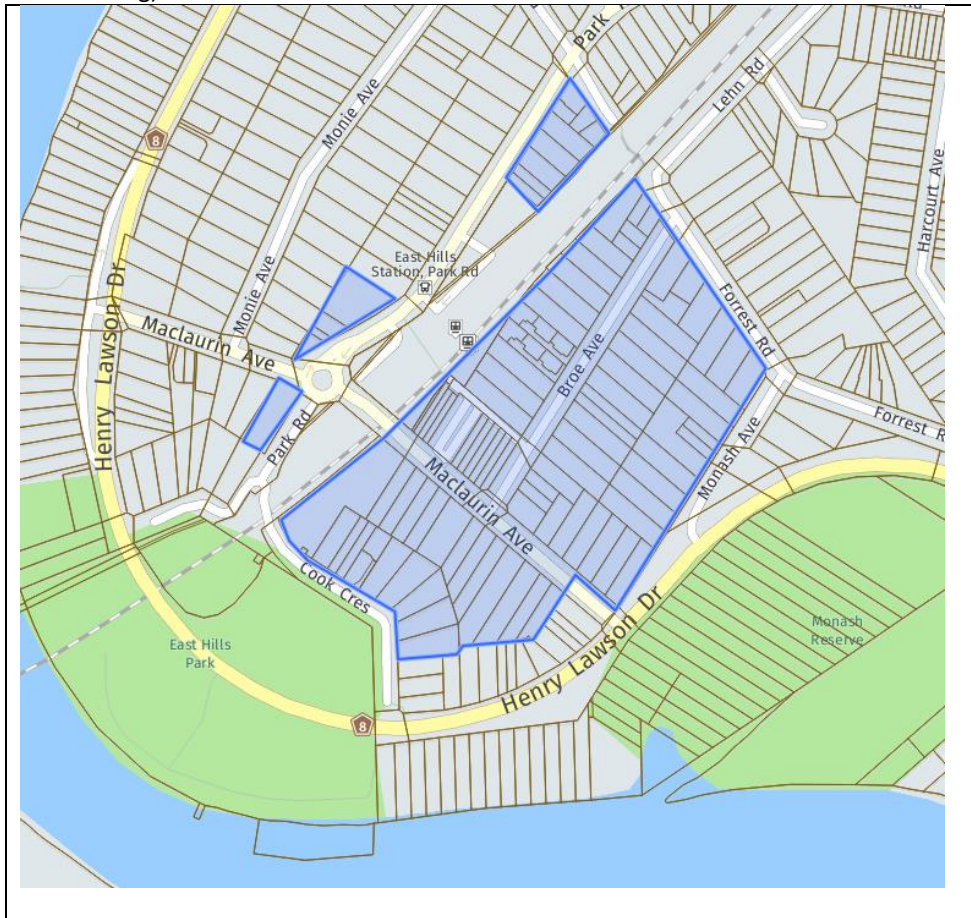 Park
Lehn Rd
Monie Ave
8
Harcourt Ave
East Hills
Station, Park Rd
Forrest Rd
Monie Ave
Maclaurin Ave
Henry Lawson Dr
Broe Ave
Park Rd
Forrest R
Monash Ave
Maclaurin Ave
Cook Cres
Henry Lawson Dr
Monash
Reserve
East Hills
Park
8